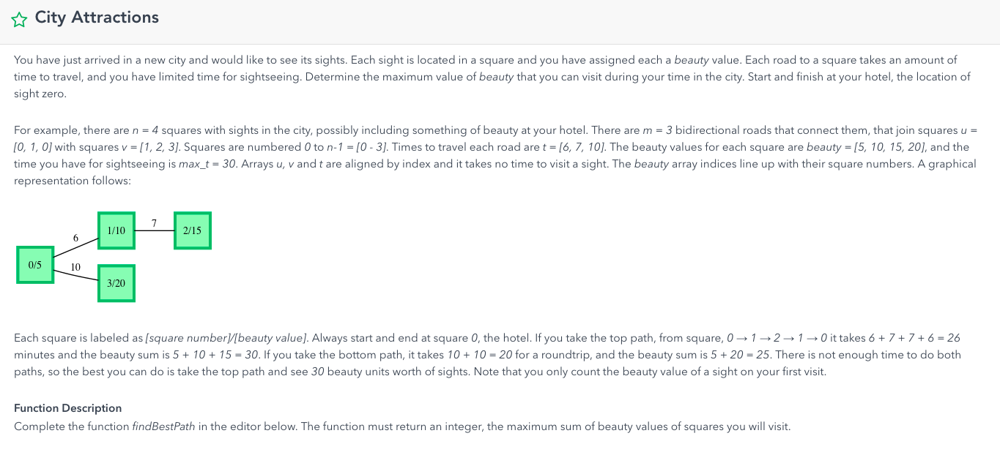 City Attractions
You have just arrived in a new city and would like to see its sights. Each sight is located in a square and you have assigned each a beauty value. Each road to a square takes an amount of
time to travel, and you have limited time for sightseeing. Determine the maximum value of beauty that you can visit during your time in the city. Start and finish at your hotel, the location of
sight zero.
For example, there are n = 4 squares with sights in the city, possibly including something of beauty at your hotel. There are m = 3 bidirectional roads that connect them, that join squares u =
[0, 1, 0] with squares v = [1, 2, 3]. Squares are numbered 0 to n-1 = [0 - 3]. Times to travel each road are t = [6, 7, 10]. The beauty values for each square are beauty = [5, 10, 15, 20], and the
time you have for sightseeing is max_t = 30. Arrays u, v and t are aligned by index and it takes no time to visit a sight. The beauty array indices line up with their square numbers. A graphical
representation follows:
1/10
7
2/15
6
0/5
10
3/20
Each square is labeled as [square number]/[beauty value]. Always start and end at square 0, the hotel. If you take the top path, from square, 0 → 1 → 2 → 1 → 0 it takes 6 + 7 + 7 + 6 = 26
minutes and the beauty sum is 5 + 10 + 15 = 30. If you take the bottom path, it takes 10 + 10 = 20 for a roundtrip, and the beauty sum is 5 + 20 = 25. There is not enough time to do both
paths, so the best you can do is take the top path and see 30 beauty units worth of sights. Note that you only count the beauty value of a sight on your first visit.
Function Description
Complete the function findBestPath in the editor below. The function must return an integer, the maximum sum of beauty values of squares you will visit.